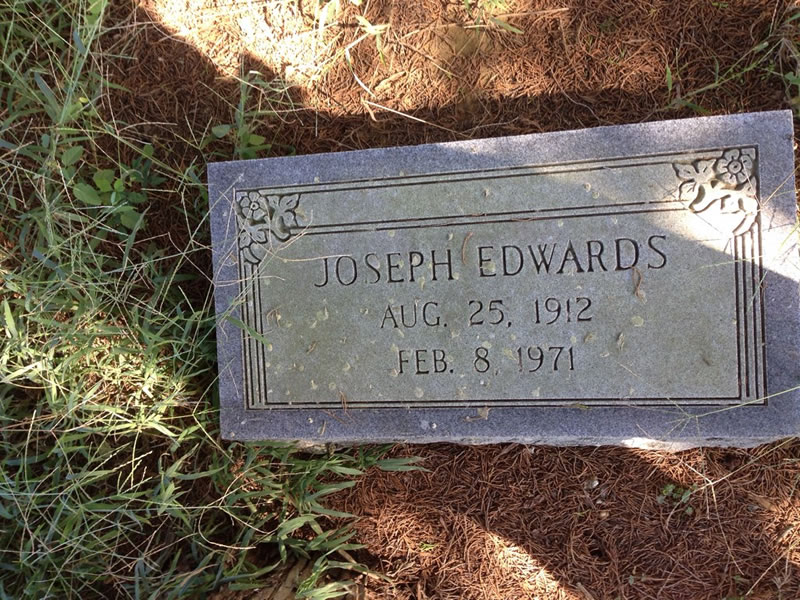 JOSEPH EDWARDS
AUG. 25, 1912
FEB. 8, 1971